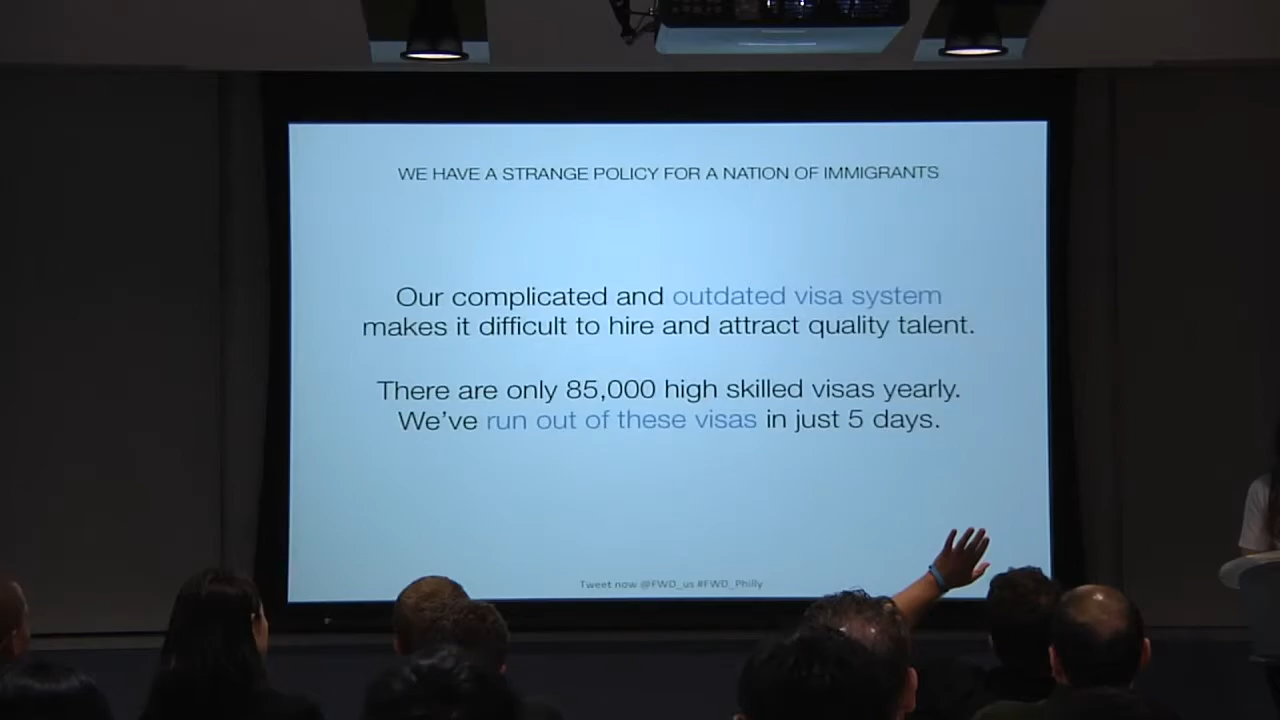 WE HAVE A STRANGE POLICY FOR A NATION OF IMMIGRANTS
Our complicated and outdated visa system
makes it difficult to hire and attract quality talent.
There are only 85,000 high skilled visas yearly.
We've run out of these visas in just 5 days.
Tweet now @FWD_us #FWD_Philly